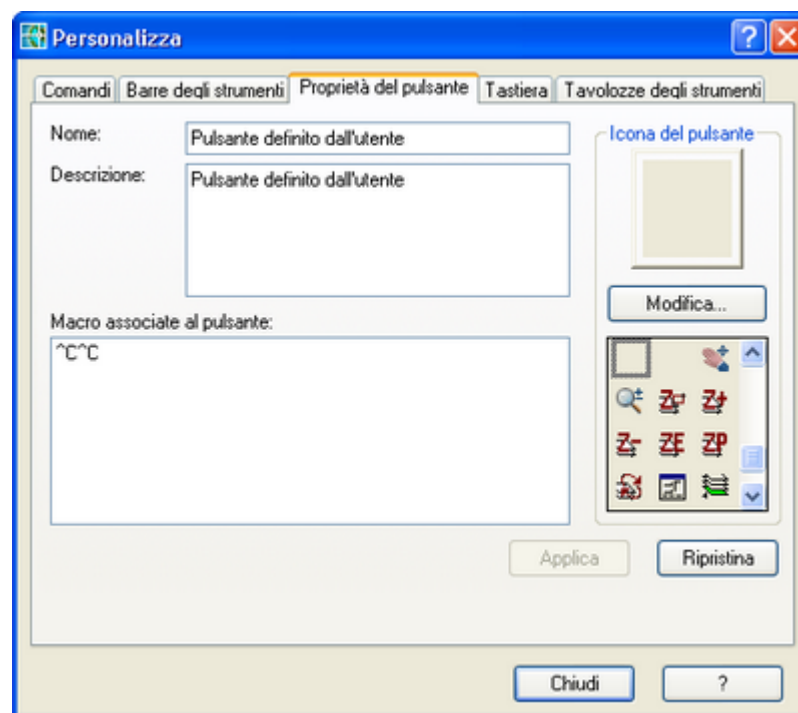 Personalizza
Comandi Barre degli strumenti Proprietà del pulsante Tastiera Tavolozze degli strumenti
Nome: Pulsante definito dall'utente
Descrizione: Pulsante definito dall'utente
Icona del pulsante
Modifica...
Macro associate al pulsante:
^C^C
Applica Ripristina
Chiudi ?